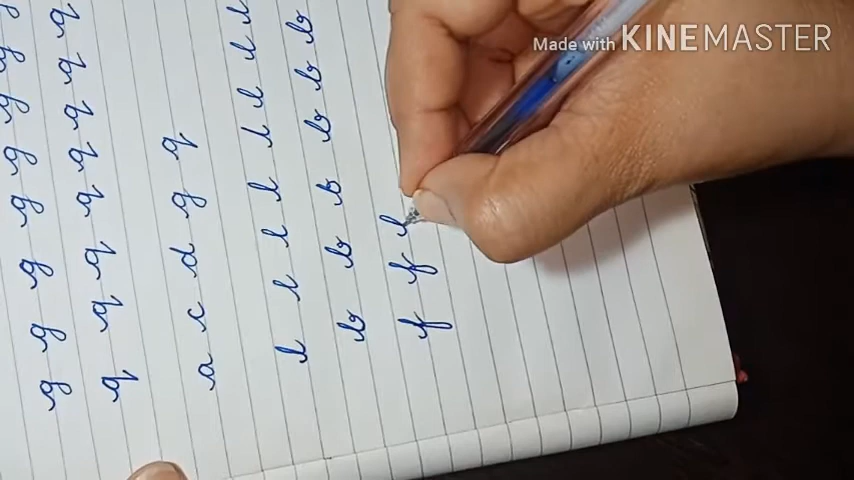 Made with KINEMASTER
g g g g g g g g
q q q q q q q q
a c d g q
l l l l l l l l
b b b b b b
f f